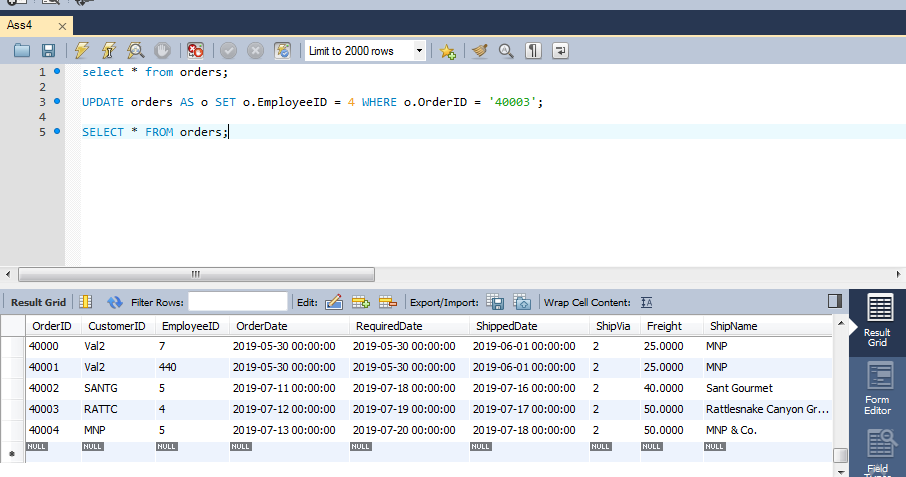 Ass4
Limit to 2000 rows
1 select * from orders;
2
3 UPDATE orders AS o SET o.EmployeeID = 4 WHERE o.OrderID = '40003';
4
5 SELECT * FROM orders;
Result Grid Filter Rows: Edit: Export/Import: Wrap Cell Content:
OrderID CustomerID EmployeeID OrderDate RequiredDate ShippedDate ShipVia Freight ShipName
40000 Val2 7 2019-05-30 00:00:00 2019-05-30 00:00:00 2019-06-01 00:00:00 2 25.0000 MNP
40001 Val2 440 2019-05-30 00:00:00 2019-05-30 00:00:00 2019-06-01 00:00:00 2 25.0000 MNP
40002 SANTG 5 2019-07-11 00:00:00 2019-07-18 00:00:00 2019-07-16 00:00:00 2 40.0000 Sant Gourmet
40003 RATTC 4 2019-07-12 00:00:00 2019-07-19 00:00:00 2019-07-17 00:00:00 2 50.0000 Rattlesnake Canyon Gr...
40004 MNP 5 2019-07-13 00:00:00 2019-07-20 00:00:00 2019-07-18 00:00:00 2 50.0000 MNP & Co.
NULL NULL NULL NULL NULL NULL NULL NULL NULL
Result
Grid
Form
Editor
Field